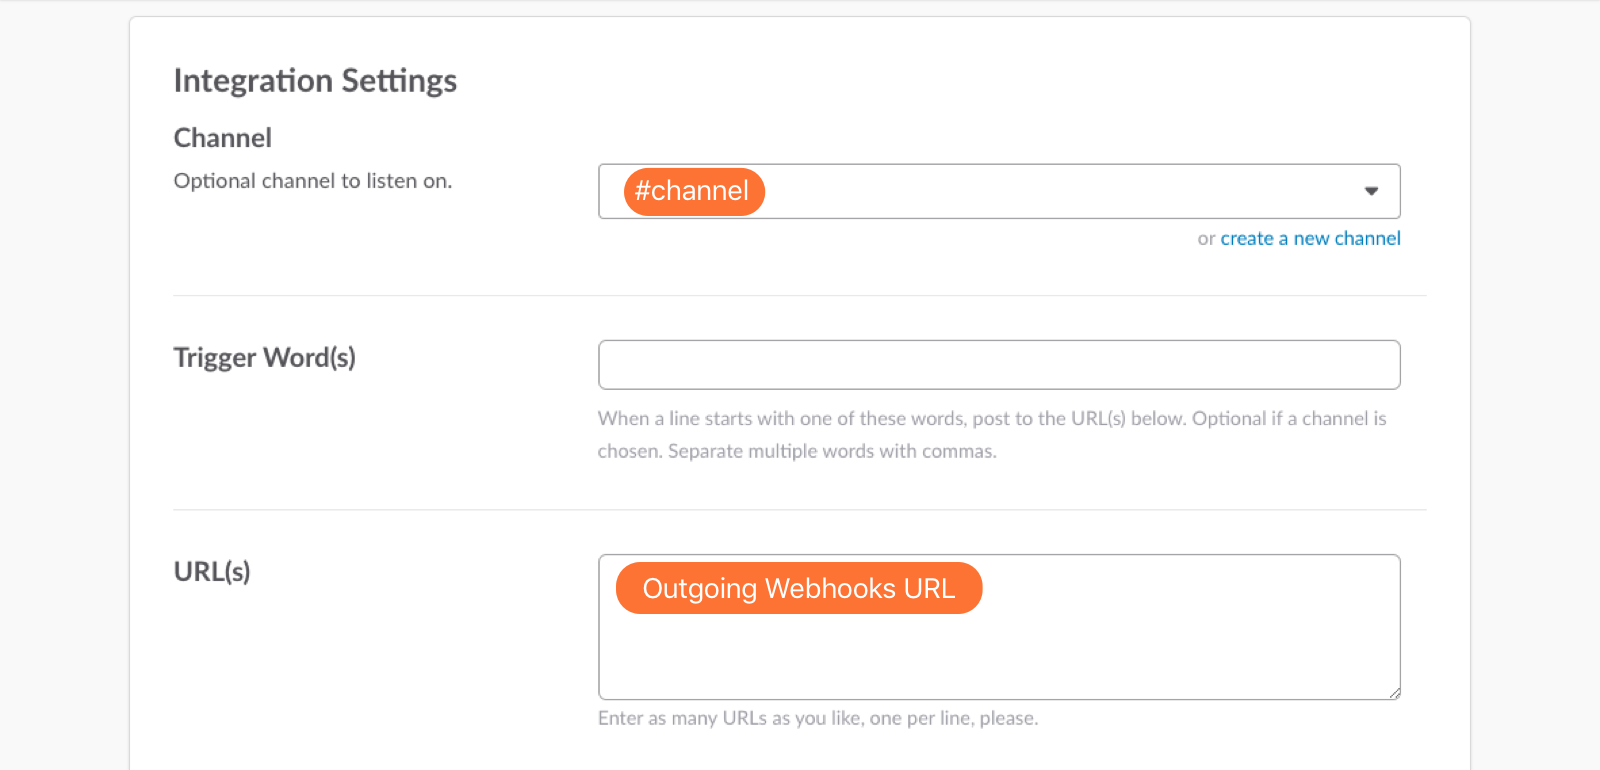 Integration Settings
Channel
Optional channel to listen on.
#channel
or create a new channel
Trigger Word(s)
When a line starts with one of these words, post to the URL(s) below. Optional if a channel is
chosen. Separate multiple words with commas.
URL(s)
Outgoing Webhooks URL
Enter as many URLs as you like, one per line, please.